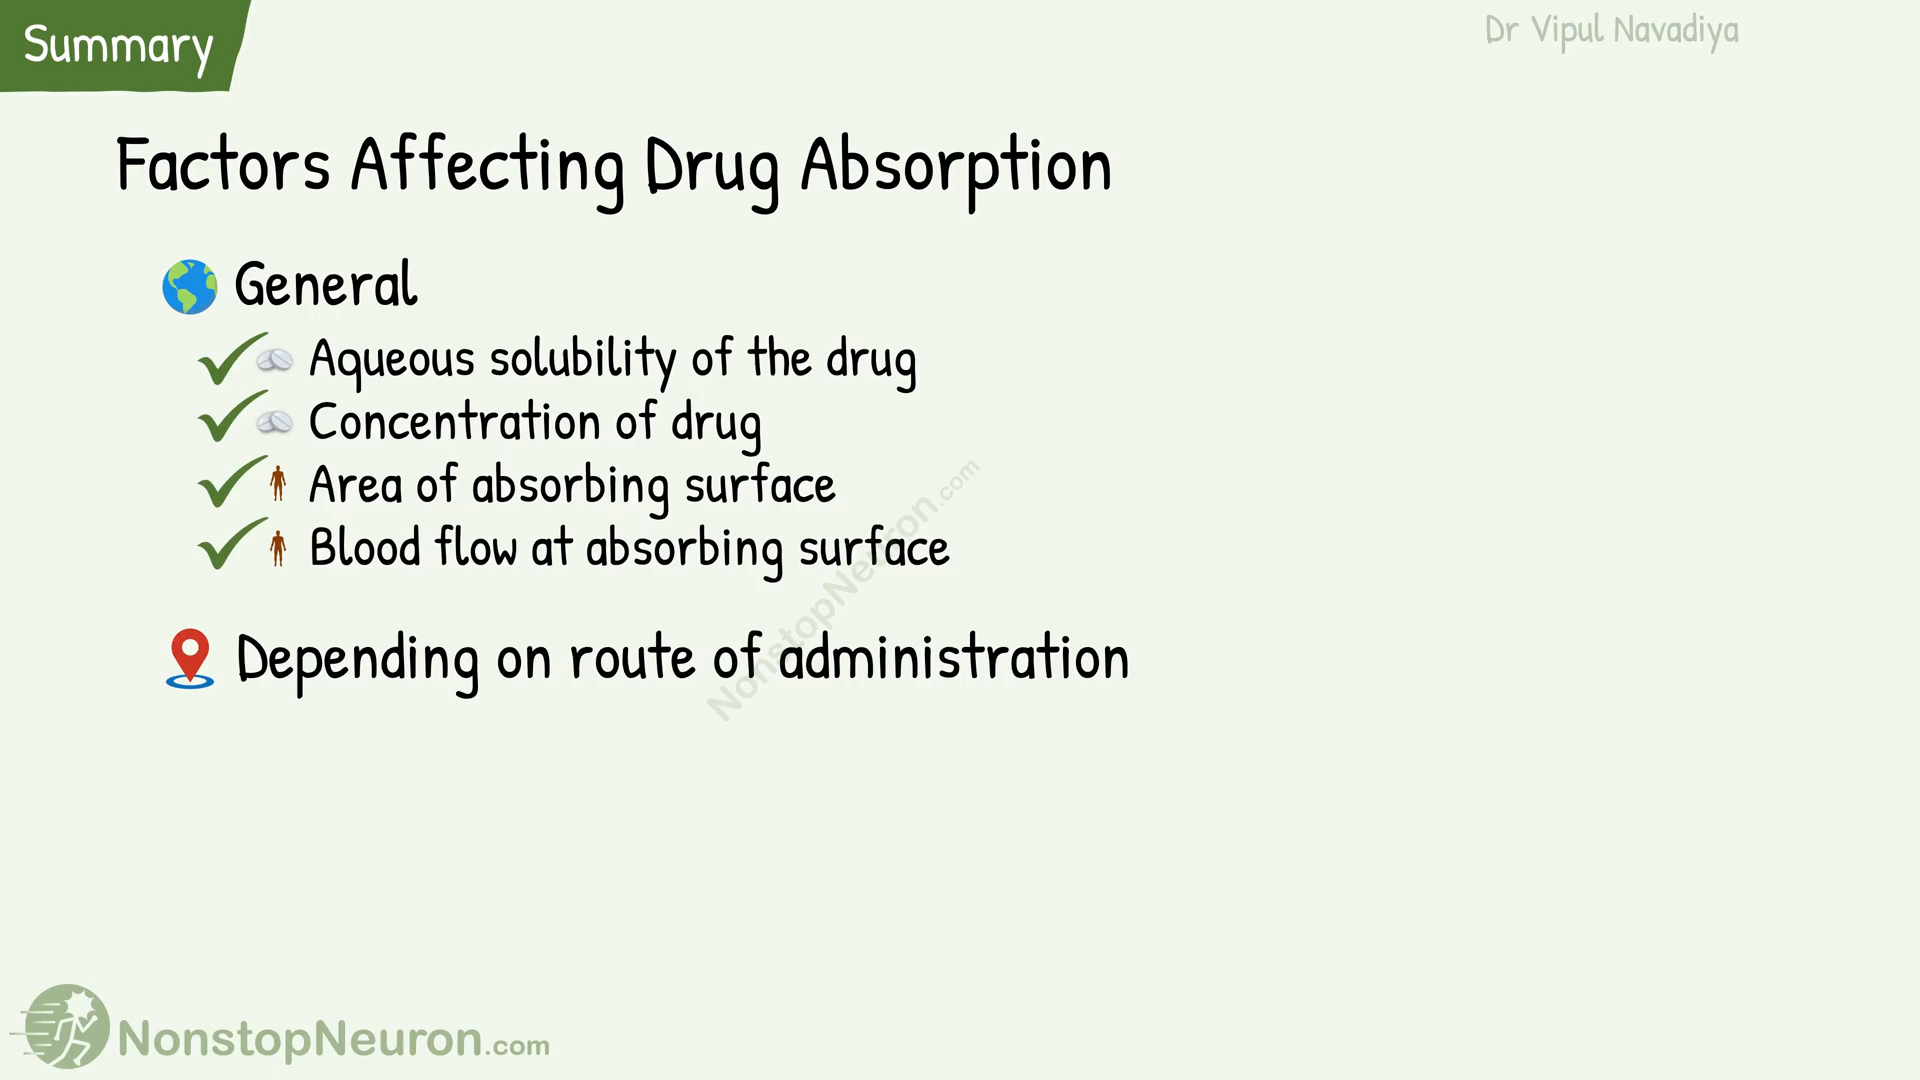 Summary
Dr Vipul Navadiya
Factors Affecting Drug Absorption
General
Aqueous solubility of the drug
Concentration of drug
Area of absorbing surface
Blood flow at absorbing surface
Depending on route of administration
NonstopNeuron.com
NonstopNeuron.com